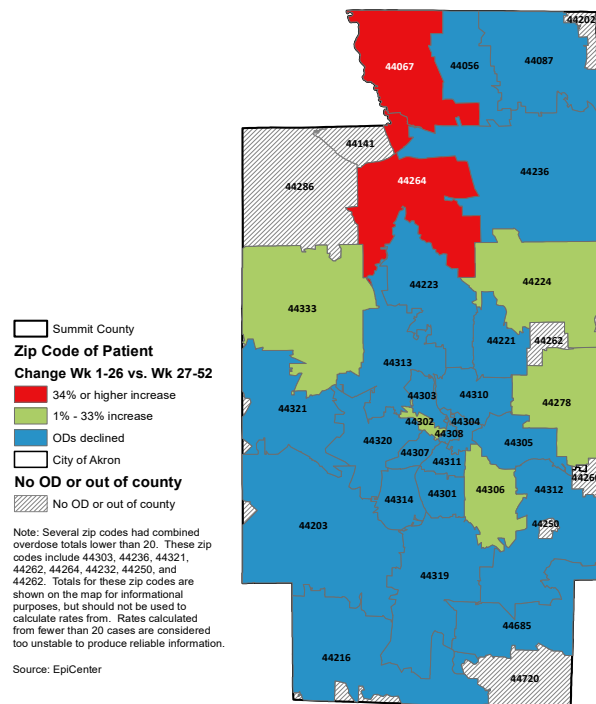 44202
44067
44056
44087
44141
44236
44286
44264
44223
44224
44333
44221
44262
44313
44278
44303
44310
44321
44302
44304
44308
44320
44305
44307
44311
44266
44306
44312
44314
44301
44203
44250
44319
44685
44216
44720
Summit County
Zip Code of Patient
Change Wk 1-26 vs. Wk 27-52
34% or higher increase
1% - 33% increase
ODs declined
City of Akron
No OD or out of county
No OD or out of county
Note: Several zip codes had combined
overdose totals lower than 20. These zip
codes include 44303, 44236, 44321,
44262, 44264, 44232, 44250, and
44262. Totals for these zip codes are
shown on the map for informational
purposes, but should not be used to
calculate rates from. Rates calculated
from fewer than 20 cases are considered
too unstable to produce reliable information.
Source: EpiCenter